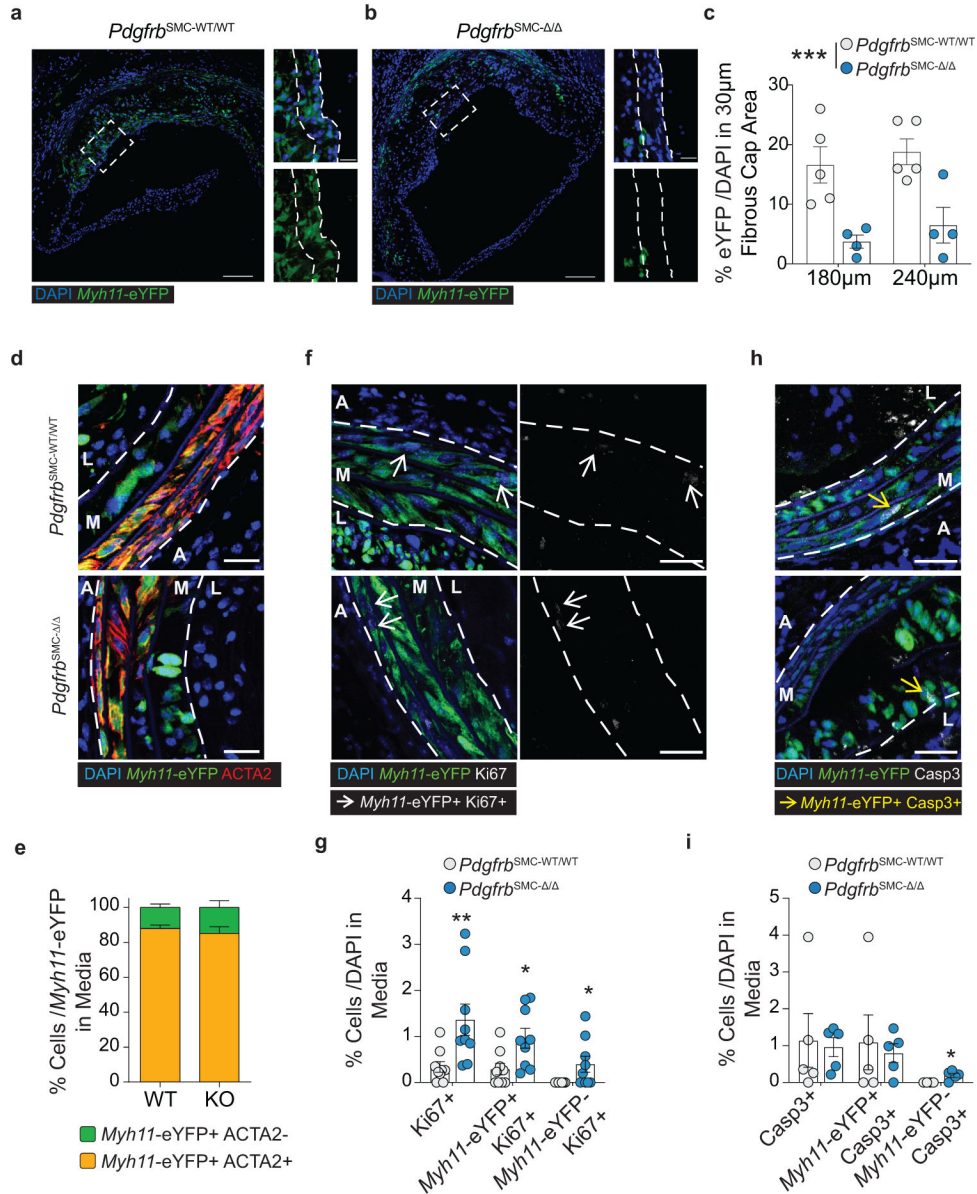 a
Pdgfrb^SMC-WT/WT
DAPI Myh11-eYFP
b
Pdgfrb^SMC-Δ/Δ
DAPI Myh11-eYFP
c
Pdgfrb^SMC-WT/WT
Pdgfrb^SMC-Δ/Δ
***
% eYFP /DAPI in 30µm
Fibrous Cap Area
30
20
10
0
180µm
240µm
d
Pdgfrb^SMC-WT/WT
L
M
A
Pdgfrb^SMC-Δ/Δ
A
M
L
DAPI Myh11-eYFP ACTA2
f
A
M
L
M
L
A
DAPI Myh11-eYFP Ki67
Myh11-eYFP+ Ki67+
h
L
M
A
A
M
L
DAPI Myh11-eYFP Casp3
Myh11-eYFP+ Casp3+
e
% Cells /Myh11-eYFP
in Media
100
80
60
40
20
0
WT
KO
Myh11-eYFP+ ACTA2-
Myh11-eYFP+ ACTA2+
g
Pdgfrb^SMC-WT/WT
Pdgfrb^SMC-Δ/Δ
% Cells /DAPI in
Media
4
3
2
1
0
**
*
*
Ki67+
Myh11-eYFP+
Ki67+
Myh11-eYFP-
Ki67+
i
Pdgfrb^SMC-WT/WT
Pdgfrb^SMC-Δ/Δ
% Cells /DAPI in
Media
5
4
3
2
1
0
*
Casp3+
Myh11-eYFP+
Casp3+
Myh11-eYFP-
Casp3+